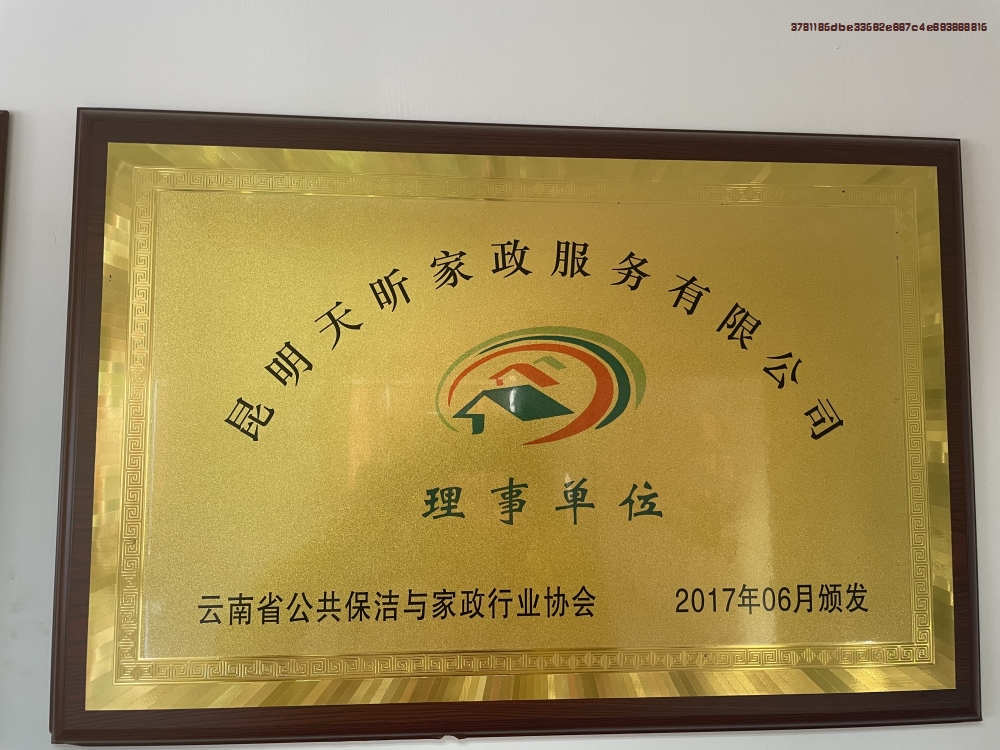 3781186dbe33682e887c4e693888816
昆明天昕家政服务有限公司
理事单位
云南省公共保洁与家政行业协会 2017年06月颁发